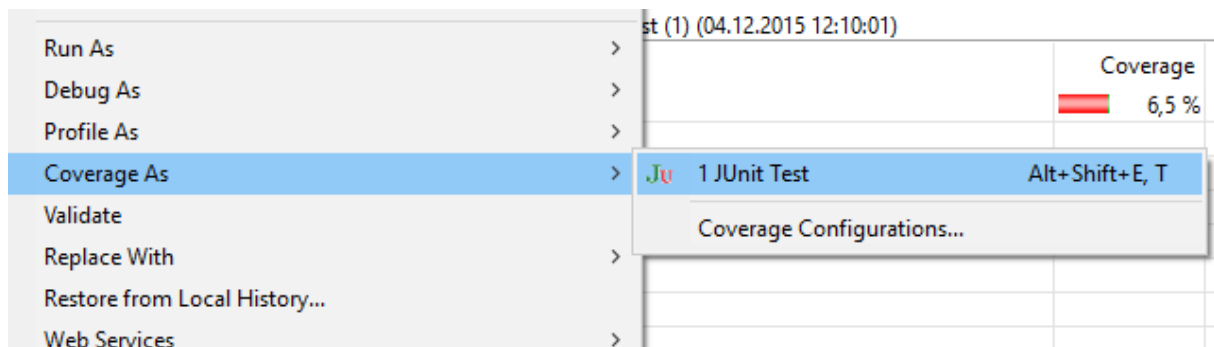 st (1) (04.12.2015 12:10:01)
Run As
Coverage
Debug As
6,5 %
Profile As
Coverage As
1 JUnit Test Alt+Shift+E, T
Validate
Coverage Configurations...
Replace With
Restore from Local History...
Web Services